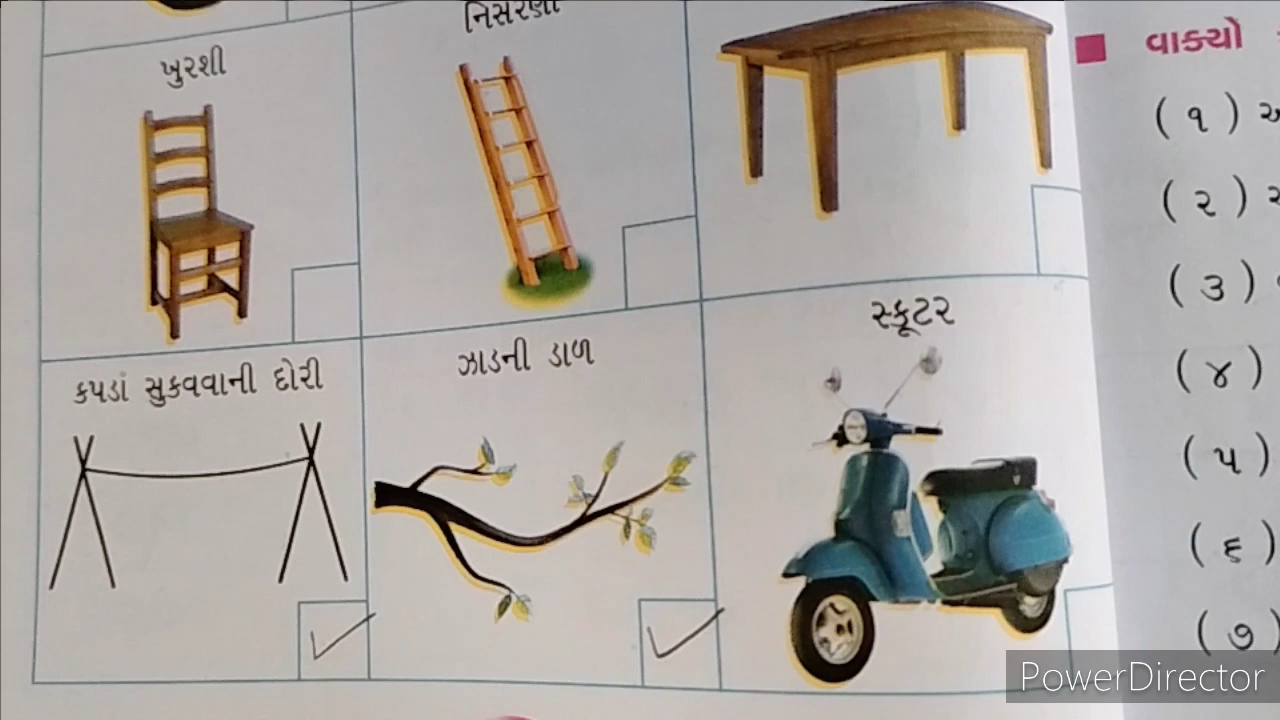 ખુરશી
નિસરણી
કપડાં સુકવવાની દોરી
ઝાડની ડાળ
સ્કૂટર
વાક્યો
(૧)
(૨)
(૩)
(૪)
(૫)
(૬)
(૭)
PowerDirector